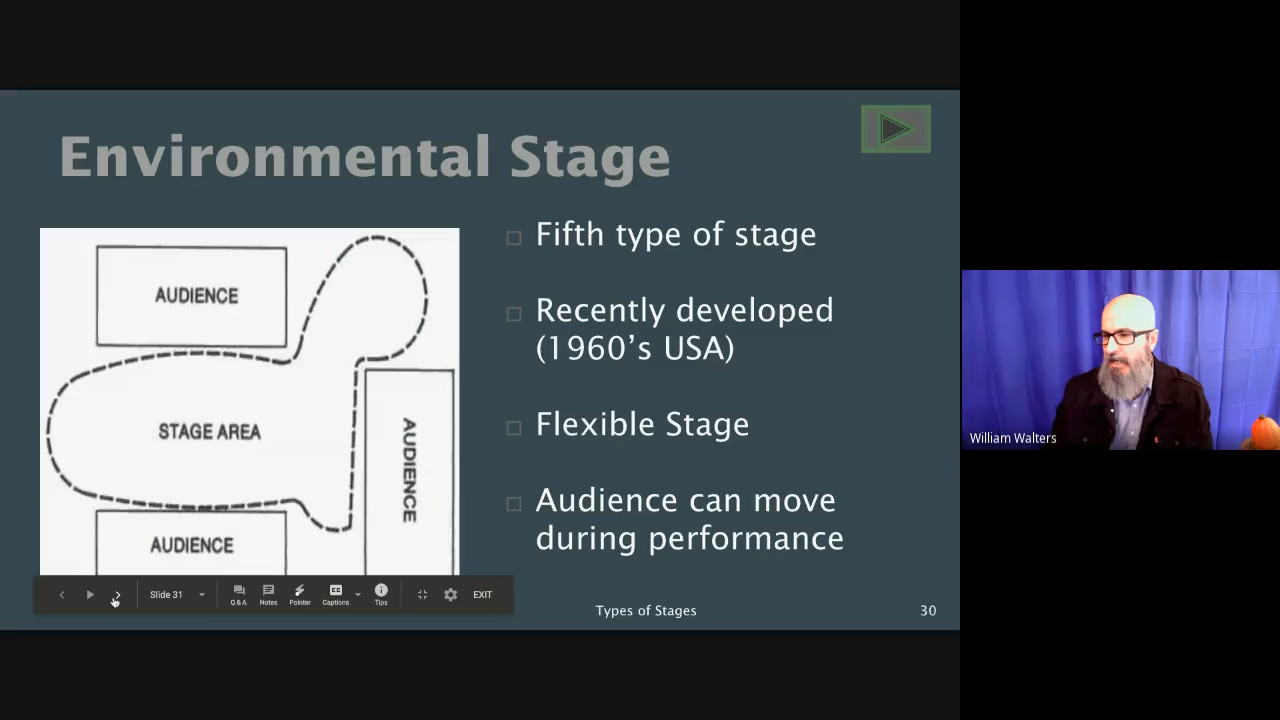 Environmental Stage
AUDIENCE
STAGE AREA
AUDIENCE
AUDIENCE
Fifth type of stage
Recently developed
(1960’s USA)
Flexible Stage
Audience can move
during performance
Slide 31
Q & A
Notes
Pointer
Captions
Tips
EXIT
Types of Stages
30
William Walters